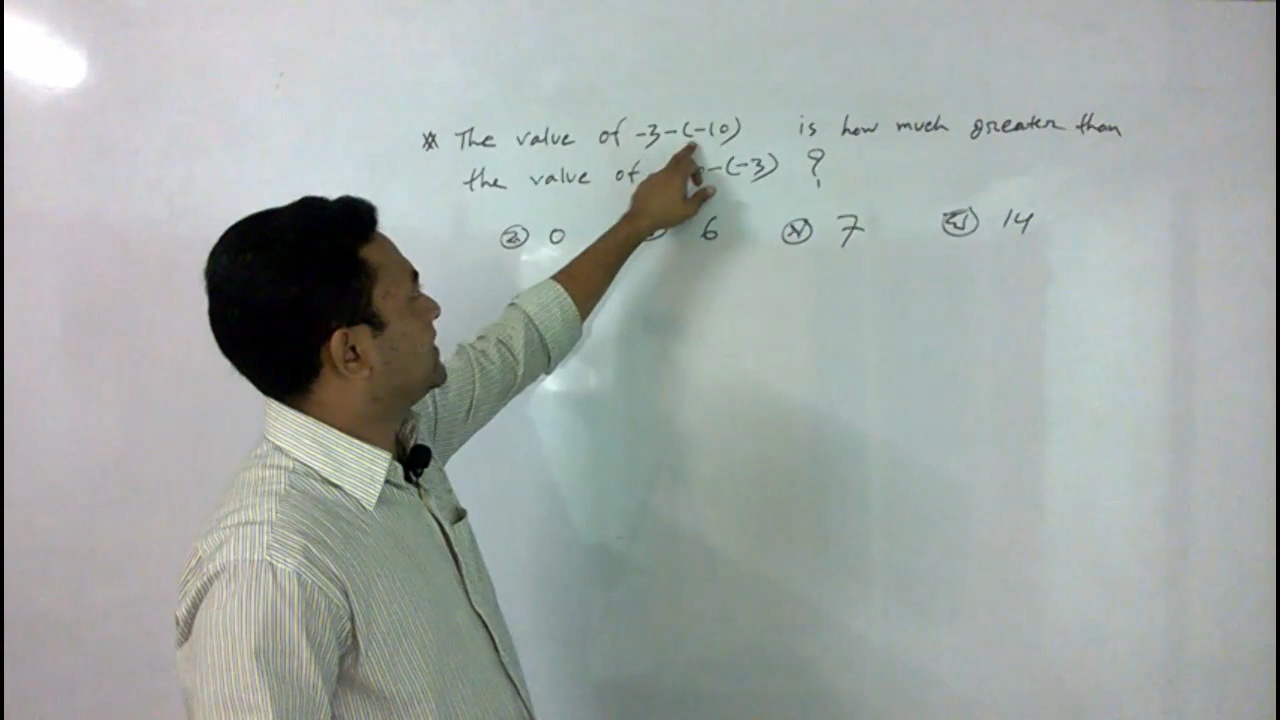 ※ The value of -3-(-10) is how much greater than
the value of -(-3) ?
0 6 7 14